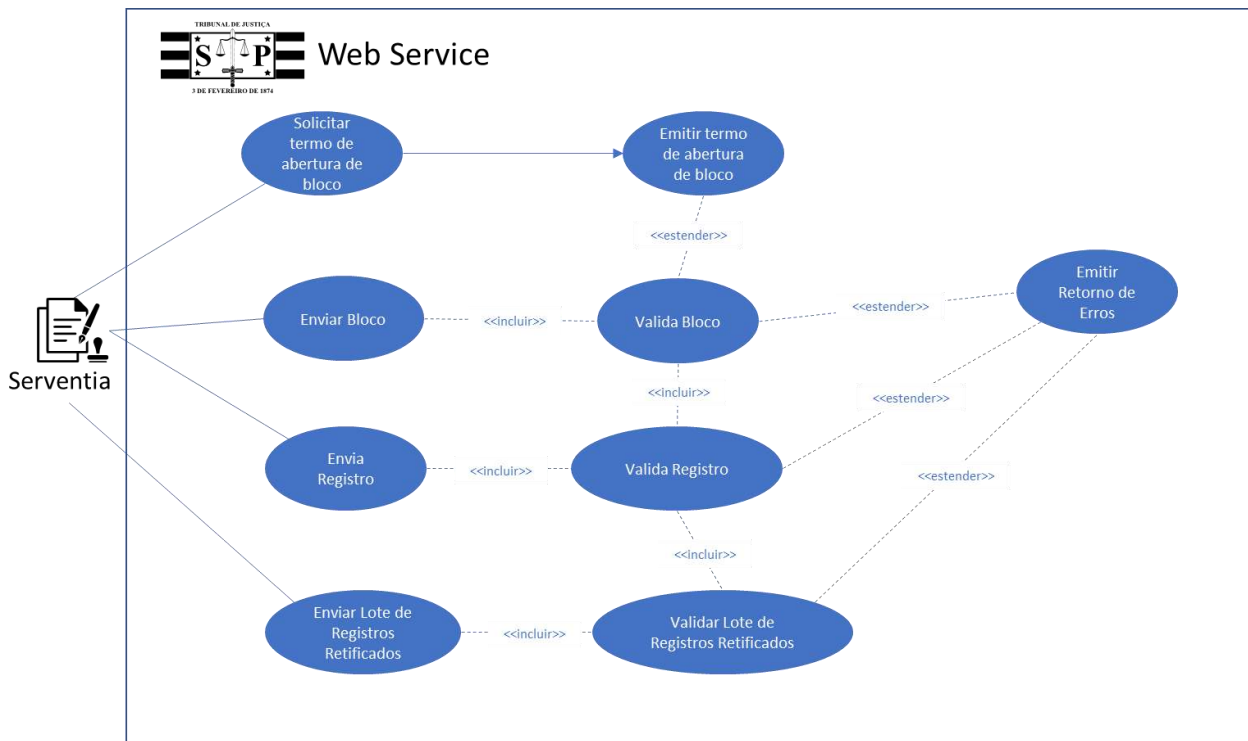 TRIBUNAL DE JUSTIÇA
S P
3 DE FEVEREIRO DE 1874
Web Service
Solicitar
termo de
abertura de
bloco
Emitir termo
de abertura
de bloco
<<estender>>
Emitir
Retorno de
Erros
Enviar Bloco
<<incluir>>
Valida Bloco
<<estender>>
Serventia
<<incluir>>
<<estender>>
Envia
Registro
<<incluir>>
Valida Registro
<<estender>>
<<incluir>>
Enviar Lote de
Registros
Retificados
<<incluir>>
Validar Lote de
Registros Retificados